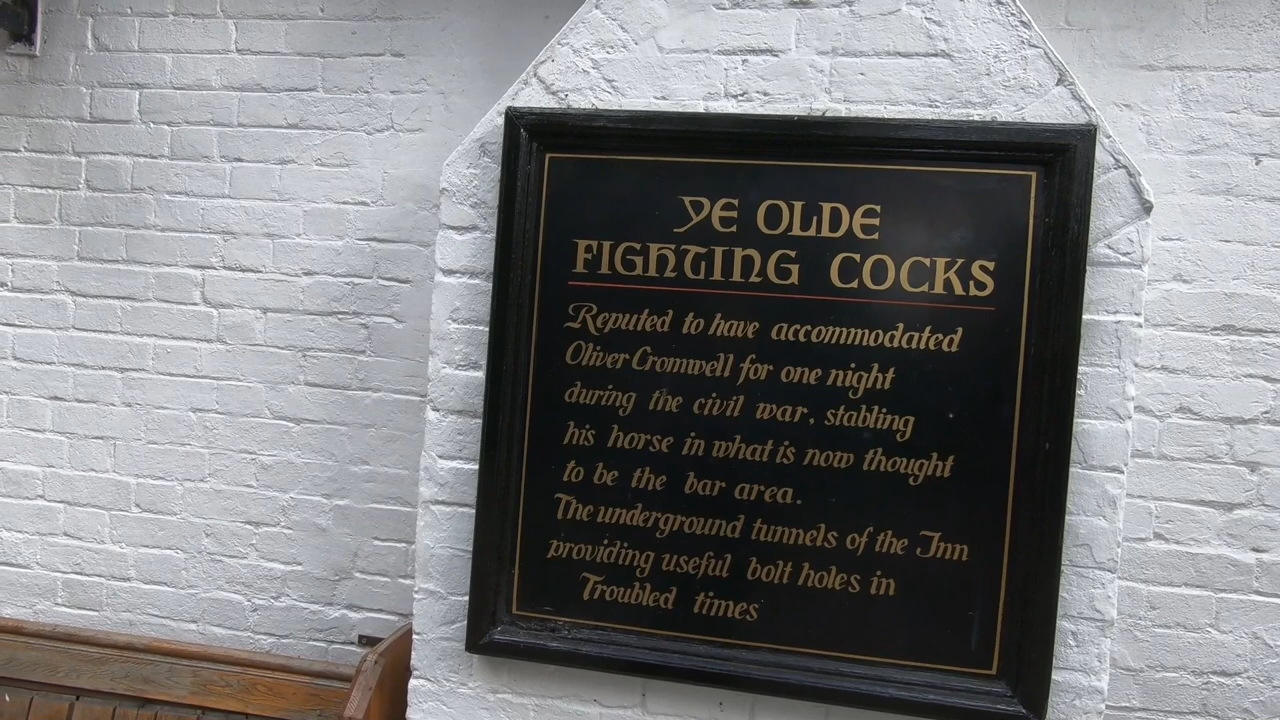 YE OLDE
FIGHTING COCKS
Reputed to have accommodated
Oliver Cromwell for one night
during the civil war, stabling
his horse in what is now thought
to be the bar area.
The underground tunnels of the Inn
providing useful bolt holes in
Troubled times